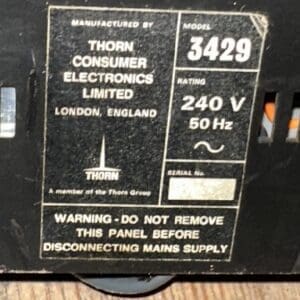 MANUFACTURED BY
THORN
CONSUMER
ELECTRONICS
LIMITED
LONDON, ENGLAND
THORN
A member of the Thorn Group
MODEL
3429
RATING
240 V
50 Hz
SERIAL No.
WARNING - DO NOT REMOVE
THIS PANEL BEFORE
DISCONNECTING MAINS SUPPLY